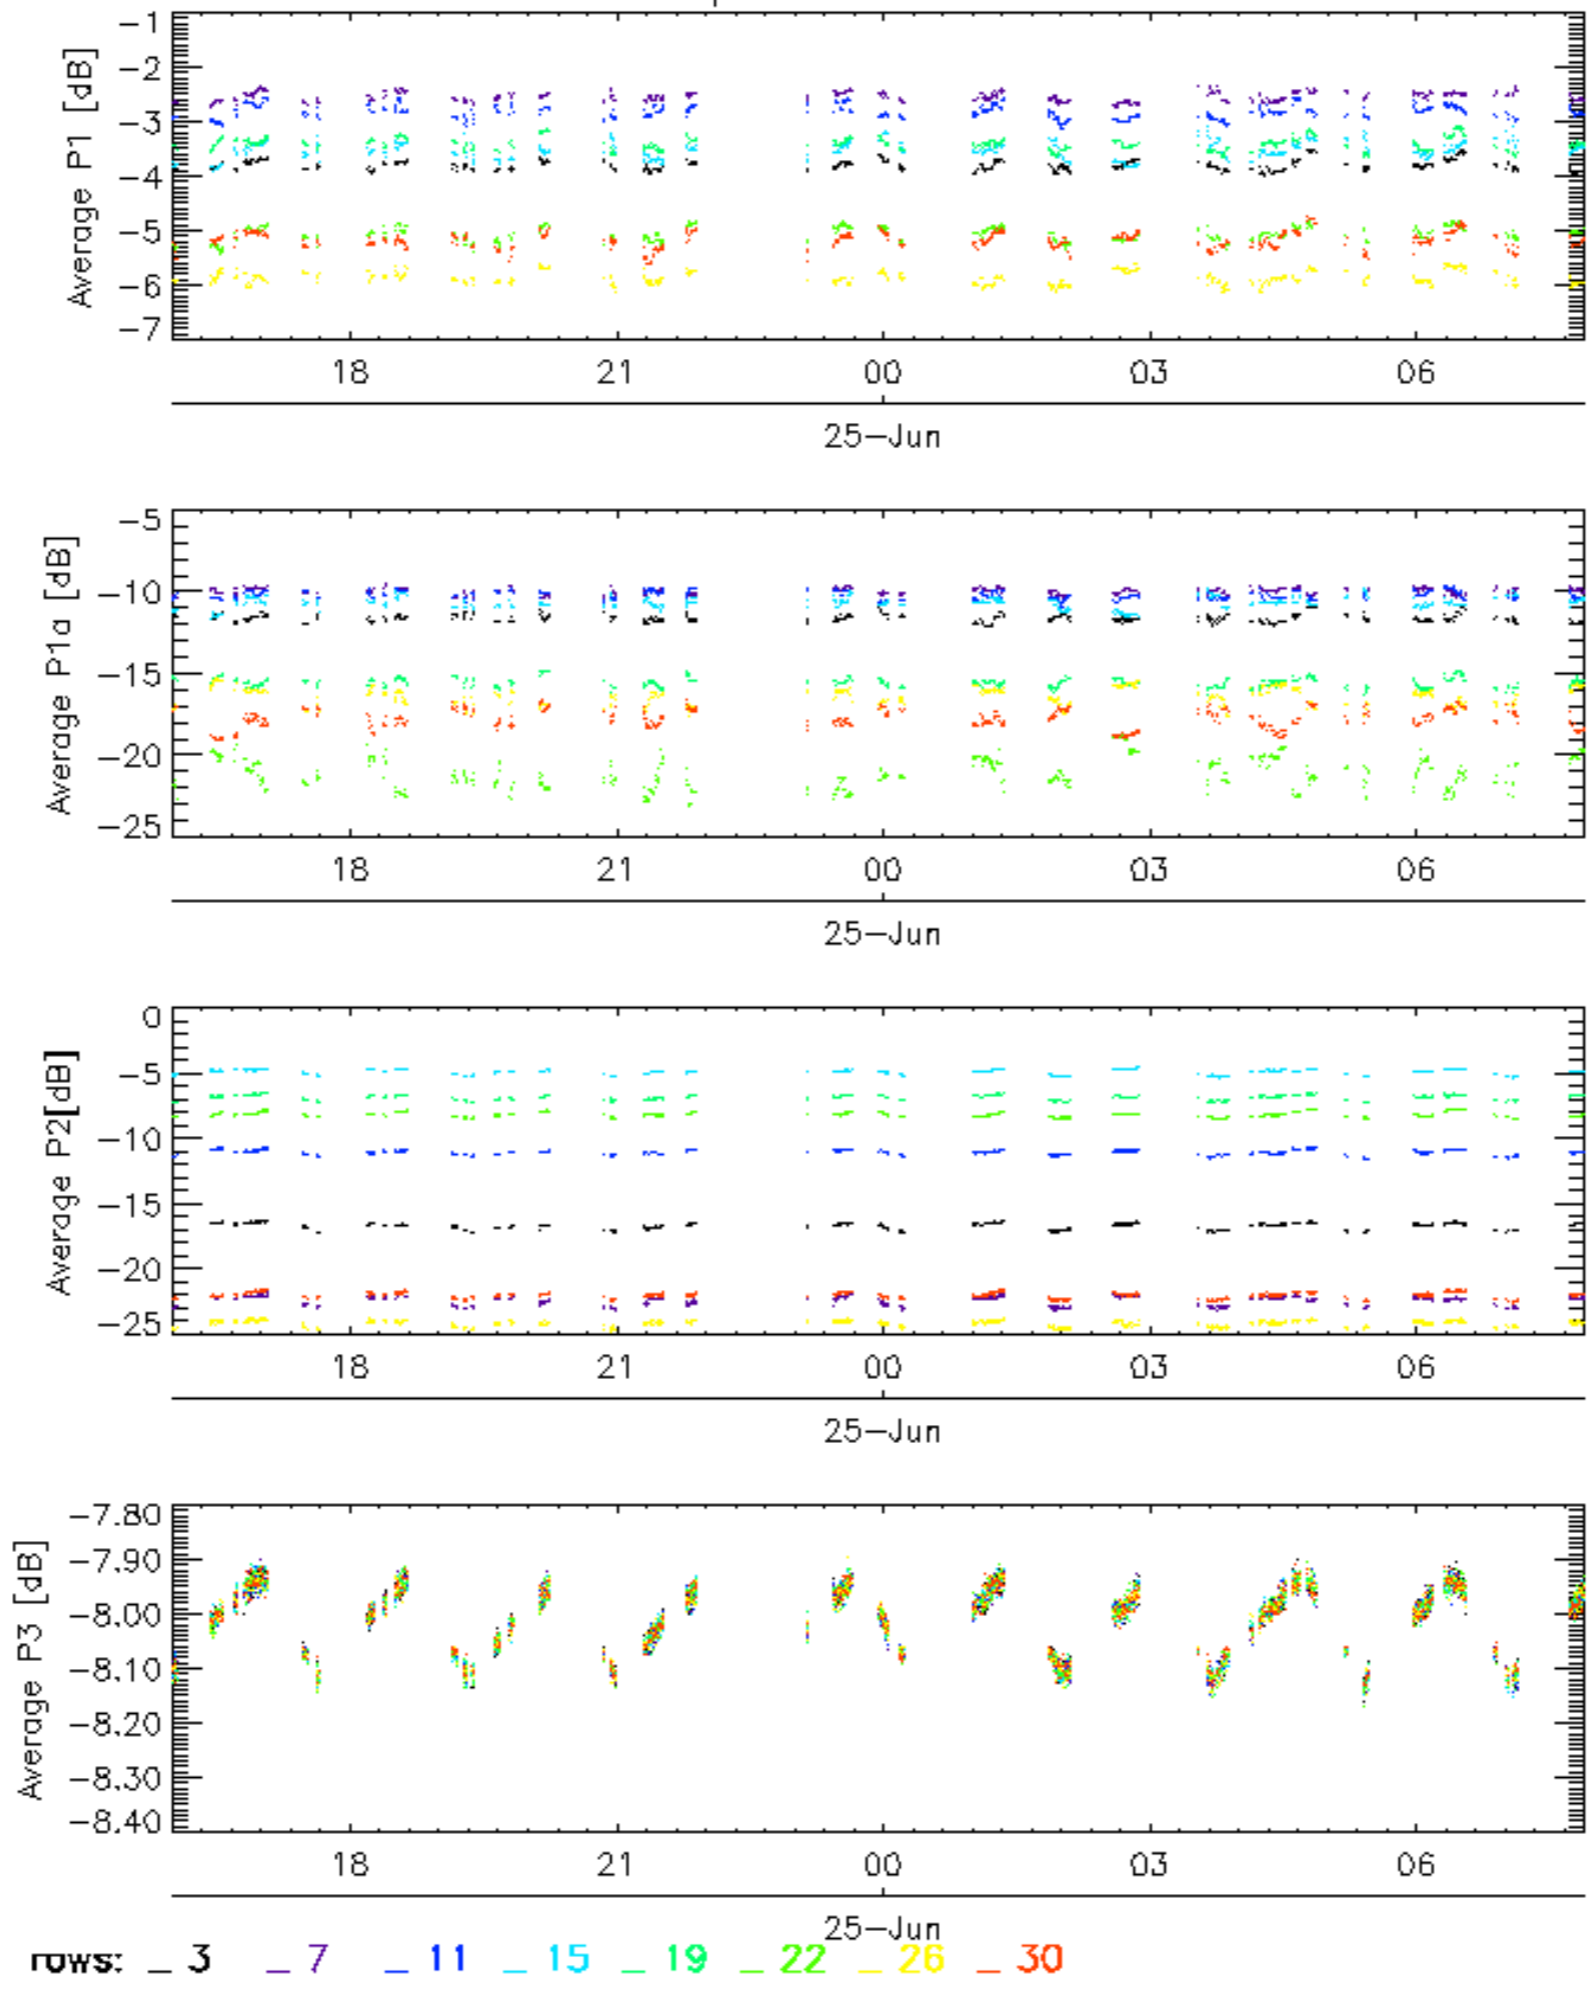 Average P1 [dB]
−1
−2
−3
−4
−5
−6
−7
18 21 00 03 06
25−Jun
Average P1a [dB]
−5
−10
−15
−20
−25
18 21 00 03 06
25−Jun
Average P2[dB]
0
−5
−10
−15
−20
−25
18 21 00 03 06
25−Jun
Average P3 [dB]
−7.80
−7.90
−8.00
−8.10
−8.20
−8.30
−8.40
18 21 00 03 06
25−Jun
rows: _ 3 _ 7 _ 11 _ 15 _ 19 _ 22 _ 26 _ 30